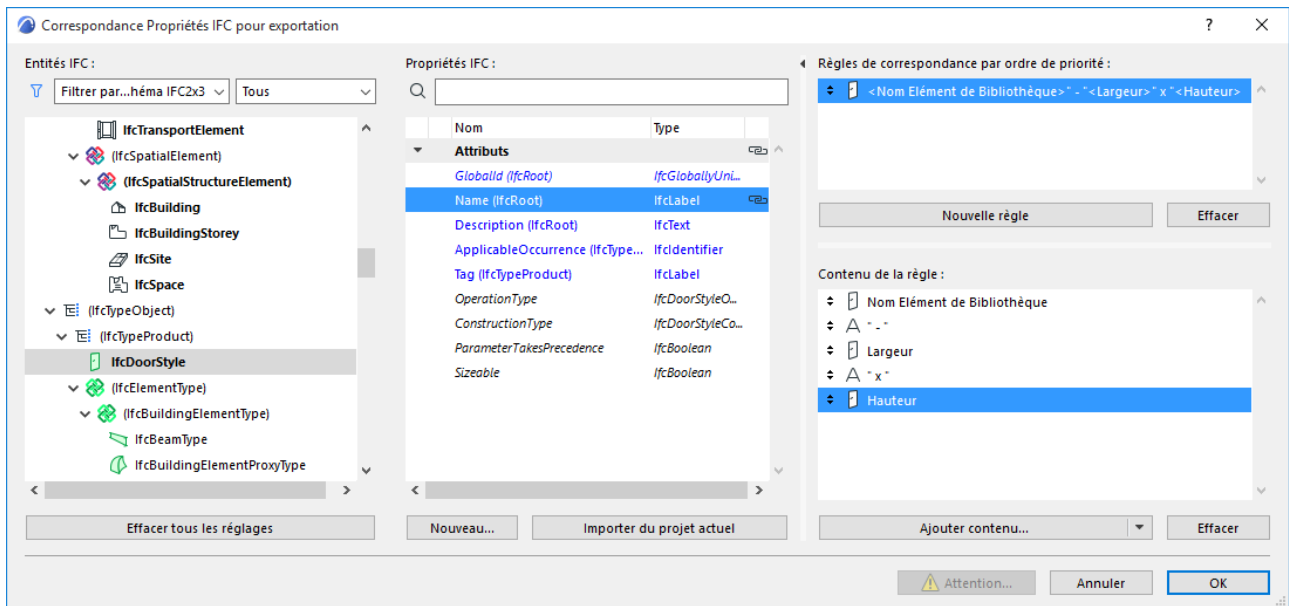 Correspondance Propriétés IFC pour exportation
?
Entités IFC :
Filtrer par...héma IFC2x3
Tous
IfcTransportElement
(IfcSpatialElement)
(IfcSpatialStructureElement)
IfcBuilding
IfcBuildingStorey
IfcSite
IfcSpace
(IfcTypeObject)
(IfcTypeProduct)
IfcDoorStyle
(IfcElementType)
(IfcBuildingElementType)
IfcBeamType
IfcBuildingElementProxyType
Effacer tous les réglages
Propriétés IFC :
Nom Type
Attributs
GlobalId (IfcRoot) IfcGloballyUni...
Name (IfcRoot) IfcLabel
Description (IfcRoot) IfcText
ApplicableOccurrence (IfcType... IfcIdentifier
Tag (IfcTypeProduct) IfcLabel
OperationType IfcDoorStyleO...
ConstructionType IfcDoorStyleCo...
ParameterTakesPrecedence IfcBoolean
Sizeable IfcBoolean
Nouveau...
Importer du projet actuel
Règles de correspondance par ordre de priorité :
<Nom Elément de Bibliothèque>" - "<Largeur>" x "<Hauteur>
Nouvelle règle
Effacer
Contenu de la règle :
Nom Elément de Bibliothèque
" - "
Largeur
" x "
Hauteur
Ajouter contenu...
Effacer
Attention...
Annuler
OK